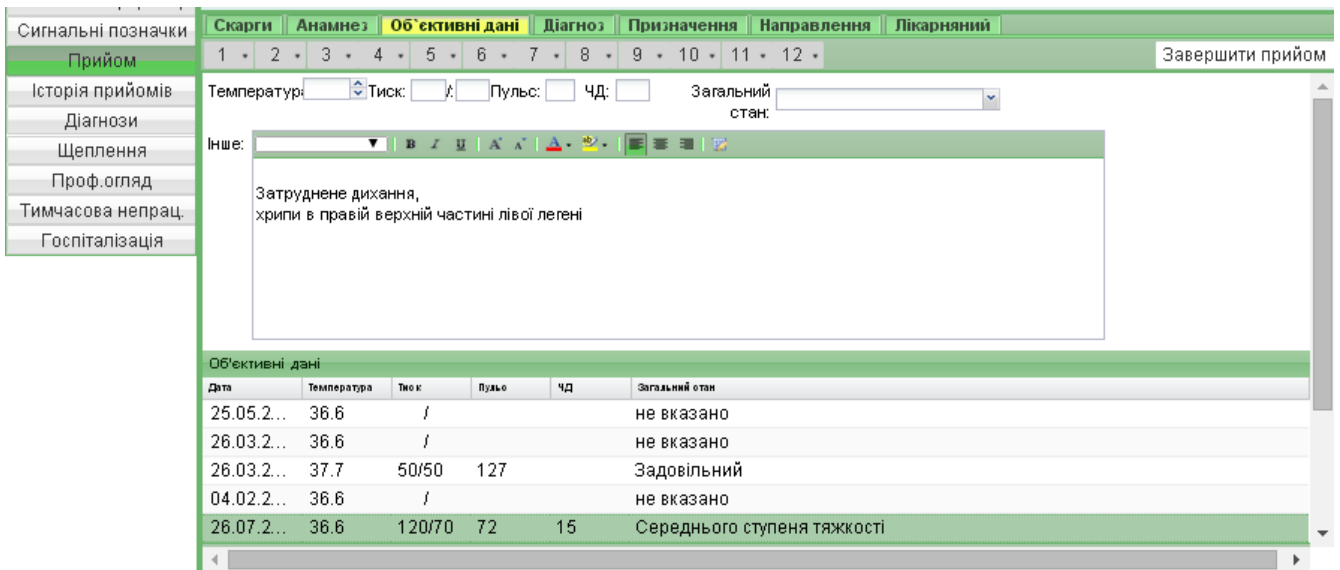 Сигнальні позначки
Прийом
Історія прийомів
Діагнози
Щеплення
Проф.огляд
Тимчасова непрац.
Госпіталізація
Скарги Анамнез Об`єктивні дані Діагноз Призначення Направлення Лікарняний
1 2 3 4 5 6 7 8 9 10 11 12 Завершити прийом
Температур: Тиск: /: Пульс: ЧД: Загальний
стан:
Інше: B I U A A A ab
Затруднене дихання,
хрипи в правій верхній частині лівої легені
Об'єктивні дані
Дата Температура Тиск Пульс ЧД Загальний стан
25.05.2... 36.6 / не вказано
26.03.2... 36.6 / не вказано
26.03.2... 37.7 50/50 127 Задовільний
04.02.2... 36.6 / не вказано
26.07.2... 36.6 120/70 72 15 Середнього ступеня тяжкості